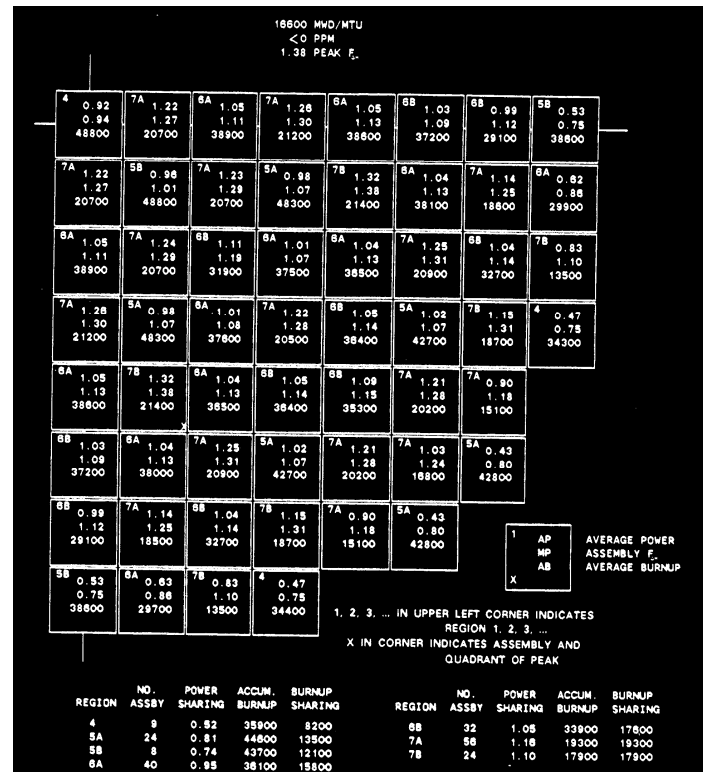 16600 MWD/MTU
<0 PPM
1.38 PEAK F
4 0.92 7A 1.22 6A 1.05 7A 1.26 6A 1.05 6B 1.03 6B 0.99 5B 0.53
0.94 1.27 1.11 1.30 1.13 1.09 1.12 0.75
48800 20700 38900 21200 38600 37200 29100 38600
7A 1.22 5B 0.96 7A 1.23 5A 0.98 7B 1.32 6A 1.04 7A 1.14 6A 0.62
1.27 1.01 1.29 1.07 1.38 1.13 1.25 0.86
20700 48800 20700 48300 21400 38100 18600 29900
6A 1.05 7A 1.24 6B 1.11 6A 1.01 6A 1.04 7A 1.25 6B 1.04 7B 0.83
1.11 1.29 1.19 1.07 1.13 1.31 1.14 1.10
38900 20700 31900 37500 36500 20900 32700 13500
7A 1.26 5A 0.98 6A 1.01 7A 1.22 6B 1.05 5A 1.02 7B 1.15 4 0.47
1.30 1.07 1.08 1.28 1.14 1.07 1.31 0.75
21200 48300 37600 20500 36400 42700 18700 34300
6A 1.05 7B 1.32 6A 1.04 6B 1.05 6B 1.09 7A 1.21 7A 0.90
1.13 1.38 1.13 1.14 1.15 1.28 1.18
38600 21400 36500 36400 35300 20200 15100
X
6B 1.03 6A 1.04 7A 1.25 5A 1.02 7A 1.21 7A 1.03 5A 0.43
1.09 1.13 1.31 1.07 1.28 1.24 0.80
37200 38000 20900 42700 20200 16800 42800
6B 0.99 7A 1.14 6B 1.04 7B 1.15 7A 0.90 5A 0.43
1.12 1.25 1.14 1.31 1.18 0.80
29100 18500 32700 18700 15100 42800
5B 0.53 6A 0.63 7B 0.83 4 0.47
0.75 0.86 1.10 0.75
38600 29700 13500 34400
1 AP AVERAGE POWER
MP ASSEMBLY F
AB AVERAGE BURNUP
X
1, 2, 3, ... IN UPPER LEFT CORNER INDICATES
REGION 1, 2, 3, ...
X IN CORNER INDICATES ASSEMBLY AND
QUADRANT OF PEAK
NO. POWER ACCUM. BURNUP
REGION ASSBY SHARING BURNUP SHARING
4 9 0.52 35900 8200
5A 24 0.81 44600 13500
5B 8 0.74 43700 12100
6A 40 0.95 36100 15800
NO. POWER ACCUM. BURNUP
REGION ASSBY SHARING BURNUP SHARING
6B 32 1.05 33900 17600
7A 56 1.16 19300 19300
7B 24 1.10 17900 17900